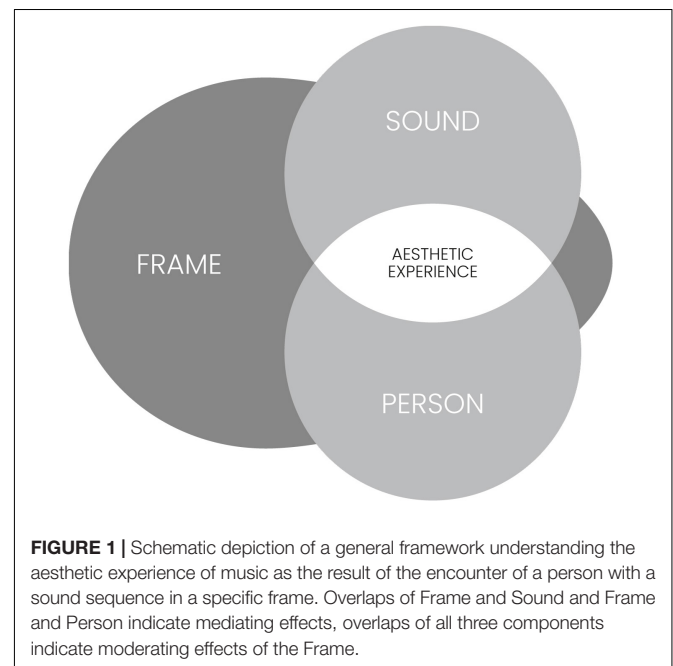 SOUND
FRAME
AESTHETIC
EXPERIENCE
PERSON
FIGURE 1 | Schematic depiction of a general framework understanding the
aesthetic experience of music as the result of the encounter of a person with a
sound sequence in a specific frame. Overlaps of Frame and Sound and Frame
and Person indicate mediating effects, overlaps of all three components
indicate moderating effects of the Frame.